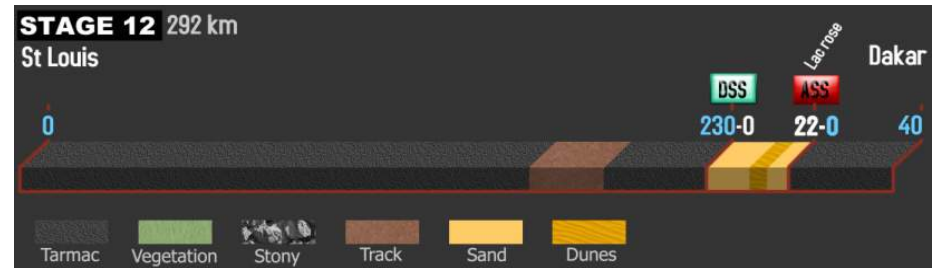 STAGE 12 292 km
St Louis
Lac rose
Dakar
DSS
ASS
0
230-0
22-0
40
Tarmac
Vegetation
Stony
Track
Sand
Dunes